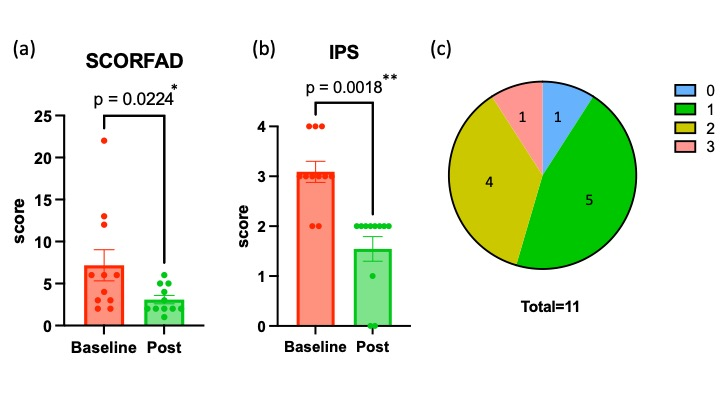 (a)
SCORFAD
p = 0.0224*
score
25
20
15
10
5
0
Baseline Post
(b)
IPS
p = 0.0018**
score
4
3
2
1
0
Baseline Post
(c)
1 1
4
5
0
1
2
3
Total=11